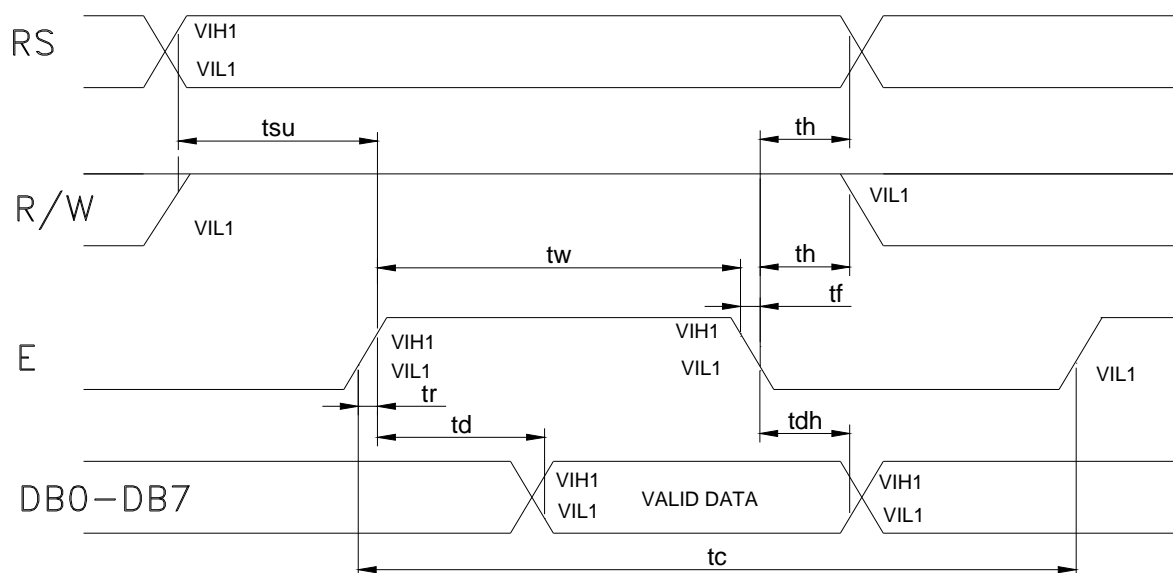 RS
VIH1
VIL1
tsu
th
R/W
VIL1
VIL1
tw
th
tf
E
VIH1
VIL1
VIH1
VIL1
VIL1
tr
td
tdh
DB0-DB7
VIH1
VIL1
VALID DATA
VIH1
VIL1
tc